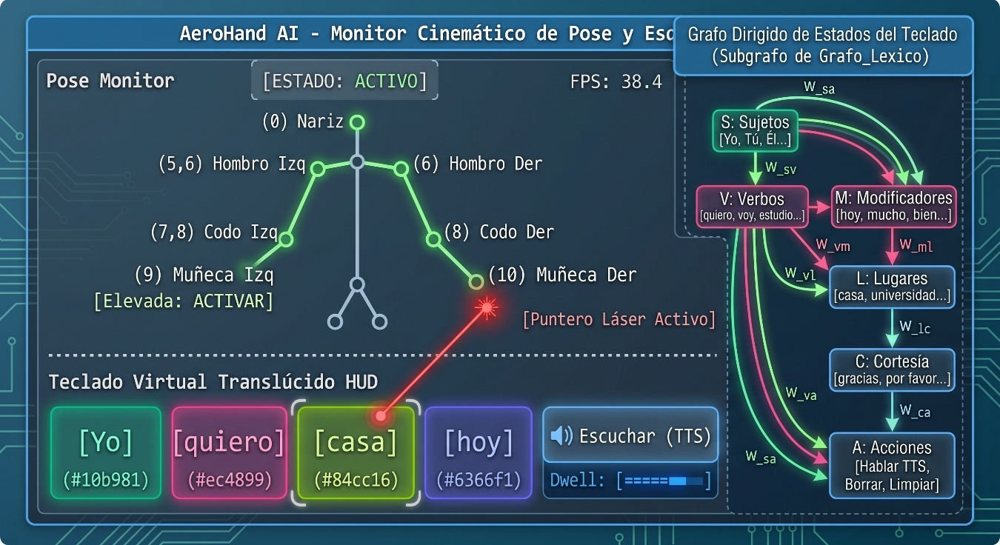 AeroHand AI - Monitor Cinemático de Pose y Esq
Grafo Dirigido de Estados del Teclado
(Subgrafo de Grafo_Lexico)
Pose Monitor
[ESTADO: ACTIVO]
FPS: 38.4
(0) Nariz
(5,6) Hombro Izq
(6) Hombro Der
(7,8) Codo Izq
(8) Codo Der
(9) Muñeca Izq
[Elevada: ACTIVAR]
(10) Muñeca Der
[Puntero Láser Activo]
Teclado Virtual Translúcido HUD
[Yo]
(#10b981)
[quiero]
(#ec4899)
[casa]
(#84cc16)
[hoy]
(#6366f1)
Escuchar (TTS)
Dwell: [===== ]
W_sa
S: Sujetos
[Yo, Tú, Él...]
W_sv
V: Verbos
[quiero, voy, estudio...]
M: Modificadores
[hoy, mucho, bien...]
W_vm
W_ml
W_vl
L: Lugares
[casa, universidad...]
W_lc
C: Cortesía
[gracias, por favor...]
W_va
W_ca
W_sa
A: Acciones
[Hablar TTS,
Borrar, Limpiar]